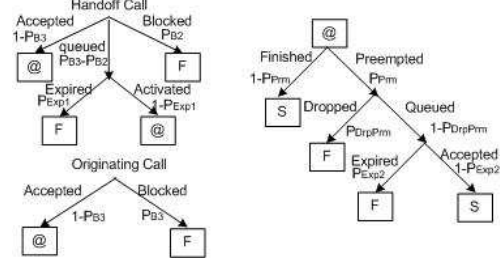 Handoff Call
Accepted
Blocked
1-PB3
queued
PB3-PB2
PB2
@
F
Expired
PExp1
Activated
1-PExp1
F
@
Originating Call
Accepted
Blocked
1-PB3
PB3
@
F
@
Finished
Preempted
1-PPrm
PPrm
S
Dropped
Queued
PDrpPrm
1-PDrpPrm
F
Expired
PExp2
Accepted
1-PExp2
F
S